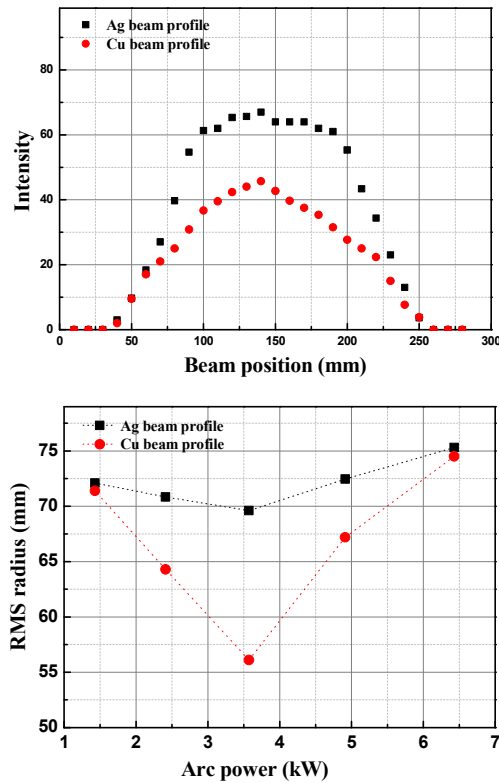 Ag beam profile
Cu beam profile
80
60
40
20
0
Intensity
0 50 100 150 200 250 300
Beam position (mm)
Ag beam profile
Cu beam profile
75
70
65
60
55
50
RMS radius (mm)
1 2 3 4 5 6 7
Arc power (kW)